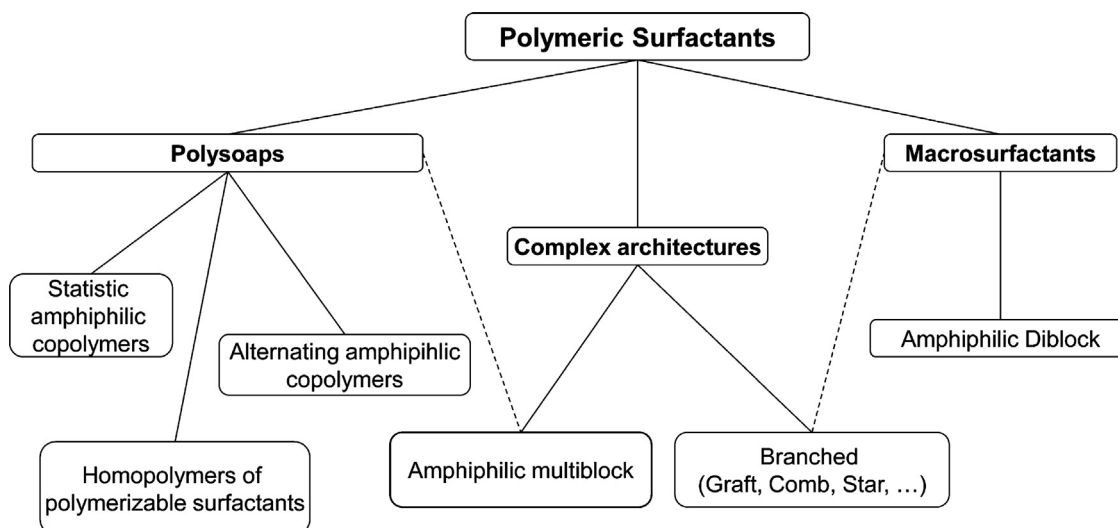 Polymeric Surfactants
Polysoaps
Macrosurfactants
Complex architectures
Statistic
amphiphilic
copolymers
Alternating amphipihlic
copolymers
Amphiphilic Diblock
Homopolymers of
polymerizable surfactants
Amphiphilic multiblock
Branched
(Graft, Comb, Star, …)